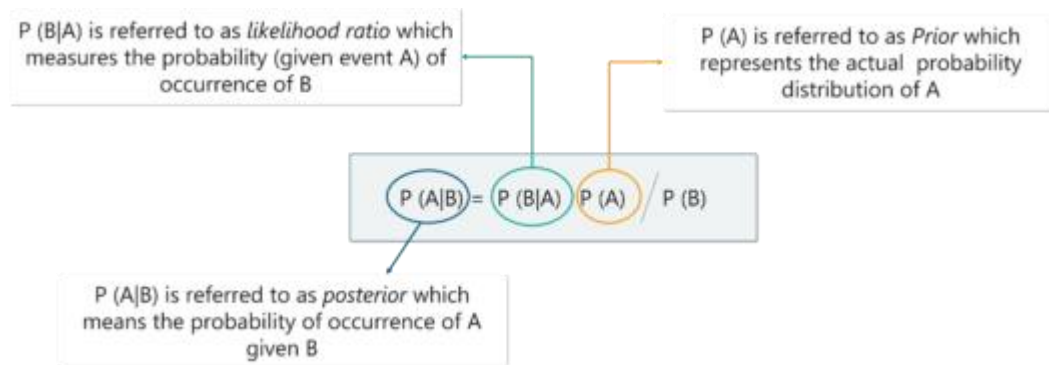 P (B|A) is referred to as likelihood ratio which
measures the probability (given event A) of
occurrence of B
P (A) is referred to as Prior which
represents the actual probability
distribution of A
P (A|B) = P (B|A) P (A) / P (B)
P (A|B) is referred to as posterior which
means the probability of occurrence of A
given B